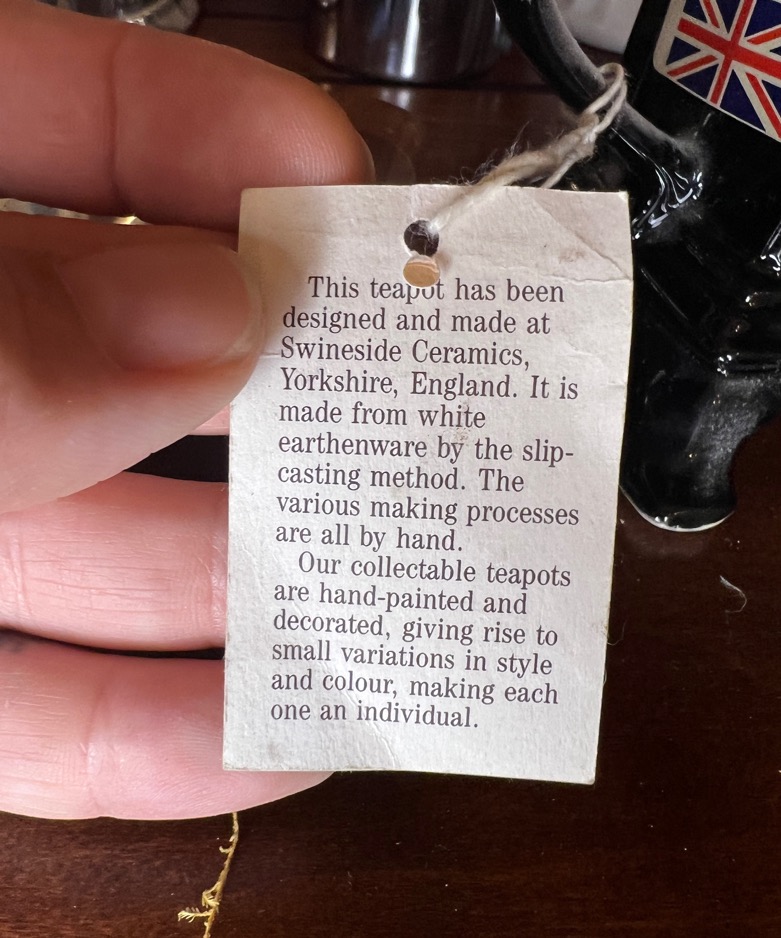 This teapot has been
designed and made at
Swineside Ceramics,
Yorkshire, England. It is
made from white
earthenware by the slip-
casting method. The
various making processes
are all by hand.
Our collectable teapots
are hand-painted and
decorated, giving rise to
small variations in style
and colour, making each
one an individual.